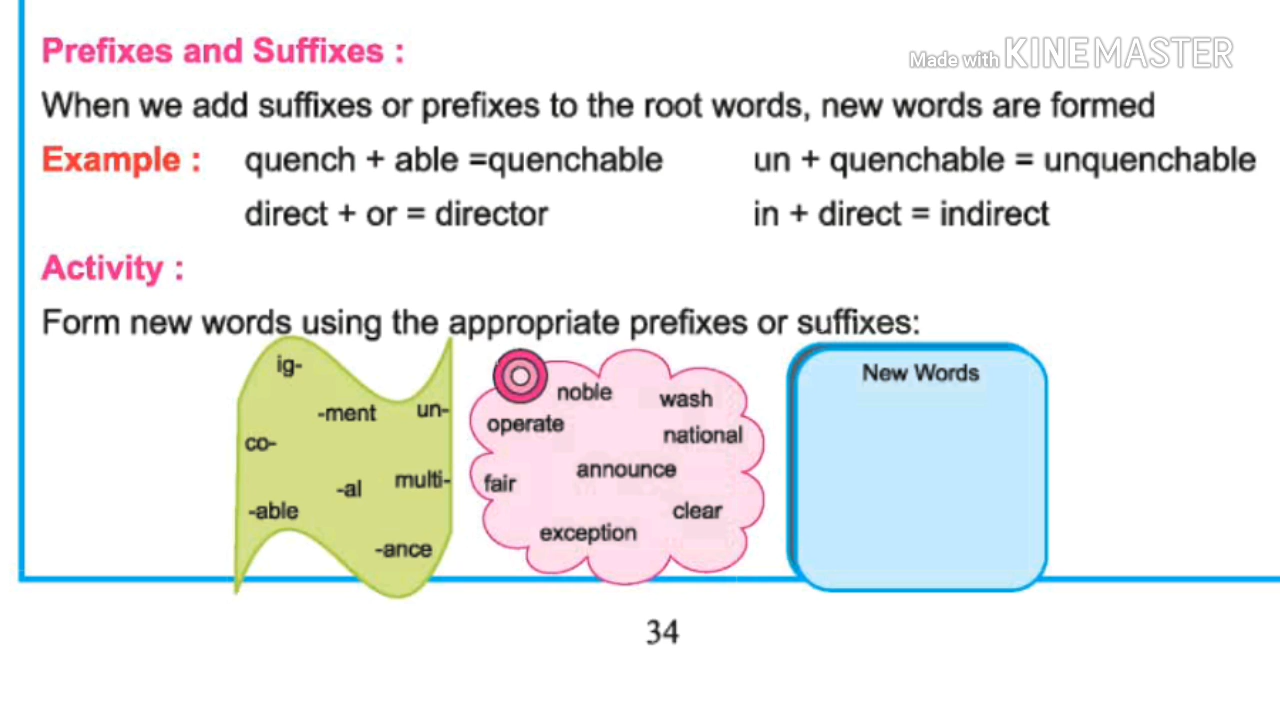 Made with KINEMASTER
Prefixes and Suffixes :
When we add suffixes or prefixes to the root words, new words are formed
Example : quench + able =quenchable un + quenchable = unquenchable
direct + or = director in + direct = indirect
Activity :
Form new words using the appropriate prefixes or suffixes:
ig-
-ment un-
co-
-al multi-
-able
-ance
noble wash
operate
national
announce
fair
clear
exception
New Words
34